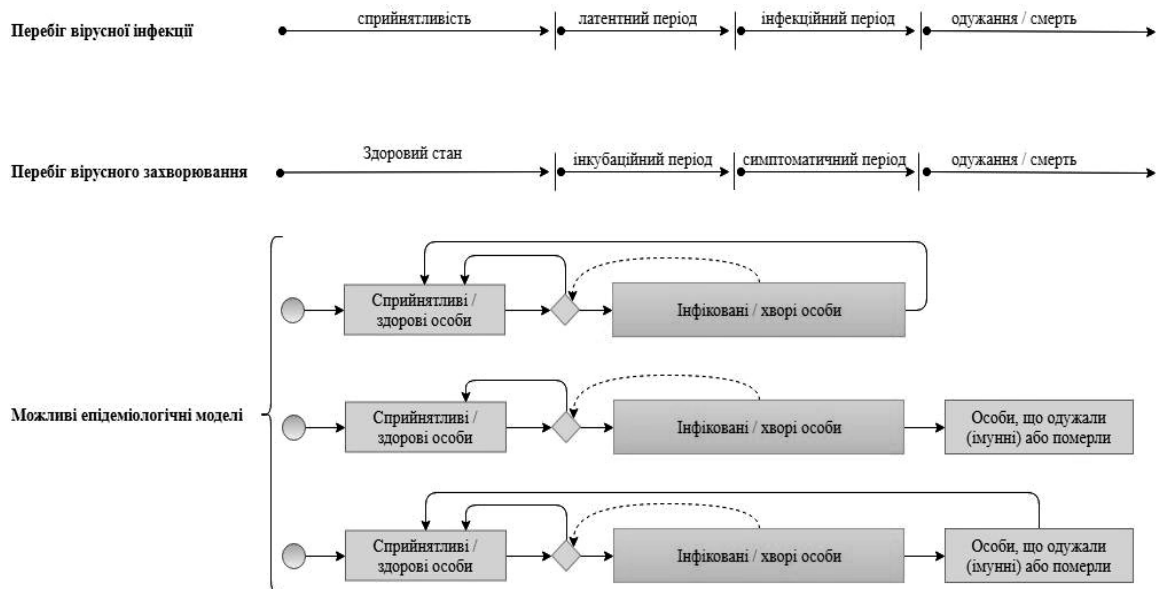 сприйнятливість
латентний період
інфекційний період
одужання / смерть
Перебіг вірусної інфекції
Здоровий стан
інкубаційний період
симптоматичний період
одужання / смерть
Перебіг вірусного захворювання
Сприйнятливі /
здорові особи
Інфіковані / хворі особи
Можливі епідеміологічні моделі
Сприйнятливі /
здорові особи
Інфіковані / хворі особи
Особи, що одужали
(імунні) або померли
Сприйнятливі /
здорові особи
Інфіковані / хворі особи
Особи, що одужали
(імунні) або померли